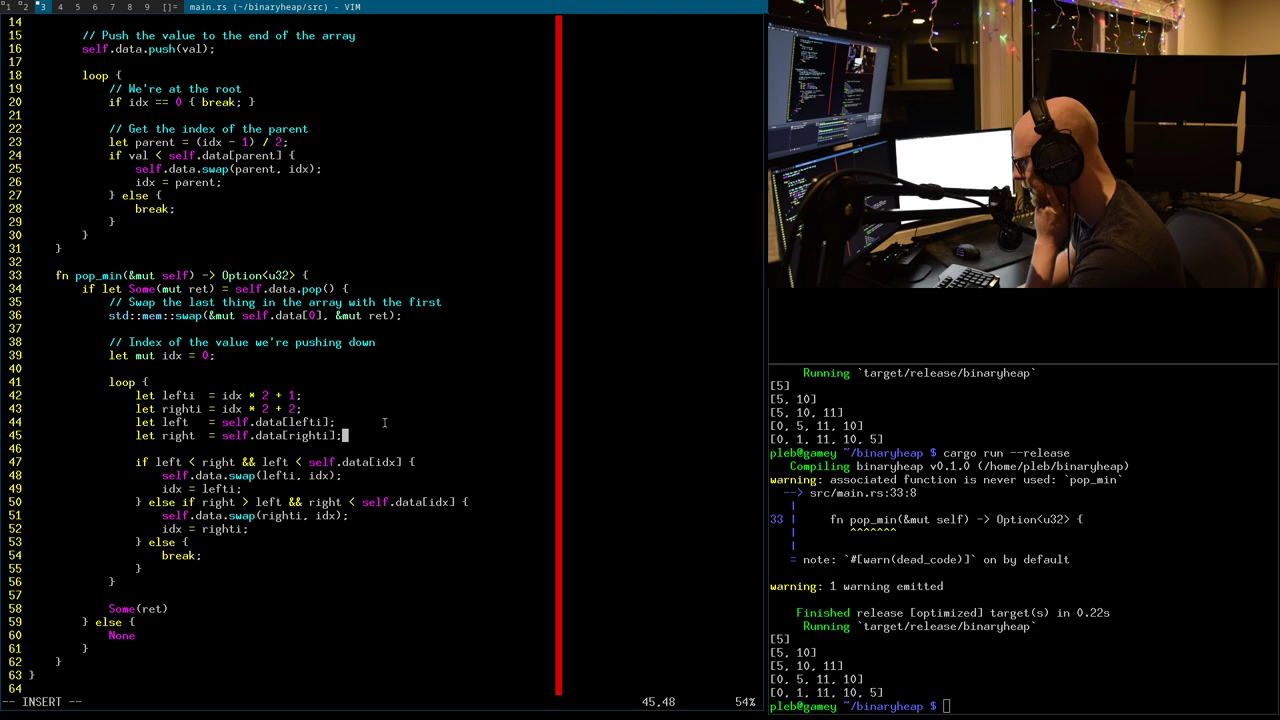 1 2 3 4 5 6 7 8 9 []= main.rs (~/binaryheap/src) - VIM
14
15         // Push the value to the end of the array
16         self.data.push(val);
17
18         loop {
19             // We're at the root
20             if idx == 0 { break; }
21
22             // Get the index of the parent
23             let parent = (idx - 1) / 2;
24             if val < self.data[parent] {
25                 self.data.swap(parent, idx);
26                 idx = parent;
27             } else {
28                 break;
29             }
30         }
31     }
32
33     fn pop_min(&mut self) -> Option<u32> {
34         if let Some(mut ret) = self.data.pop() {
35             // Swap the last thing in the array with the first
36             std::mem::swap(&mut self.data[0], &mut ret);
37
38             // Index of the value we're pushing down
39             let mut idx = 0;
40
41             loop {
42                 let lefti  = idx * 2 + 1;
43                 let righti = idx * 2 + 2;
44                 let left   = self.data[lefti];
45                 let right  = self.data[righti];
46
47                 if left < right && left < self.data[idx] {
48                     self.data.swap(lefti, idx);
49                     idx = lefti;
50                 } else if right > left && right < self.data[idx] {
51                     self.data.swap(righti, idx);
52                     idx = righti;
53                 } else {
54                     break;
55                 }
56             }
57
58             Some(ret)
59         } else {
60             None
61         }
62     }
63 }
64
-- INSERT -- 45,48 54%
Running `target/release/binaryheap`
[5]
[5, 10]
[5, 10, 11]
[0, 5, 11, 10]
[0, 1, 11, 10, 5]
pleb@gamey ~/binaryheap $ cargo run --release
Compiling binaryheap v0.1.0 (/home/pleb/binaryheap)
warning: associated function is never used: `pop_min`
--> src/main.rs:33:8
|
33 |     fn pop_min(&mut self) -> Option<u32> {
|        ^^^^^^^
|
= note: `#[warn(dead_code)]` on by default
warning: 1 warning emitted
Finished release [optimized] target(s) in 0.22s
Running `target/release/binaryheap`
[5]
[5, 10]
[5, 10, 11]
[0, 5, 11, 10]
[0, 1, 11, 10, 5]
pleb@gamey ~/binaryheap $